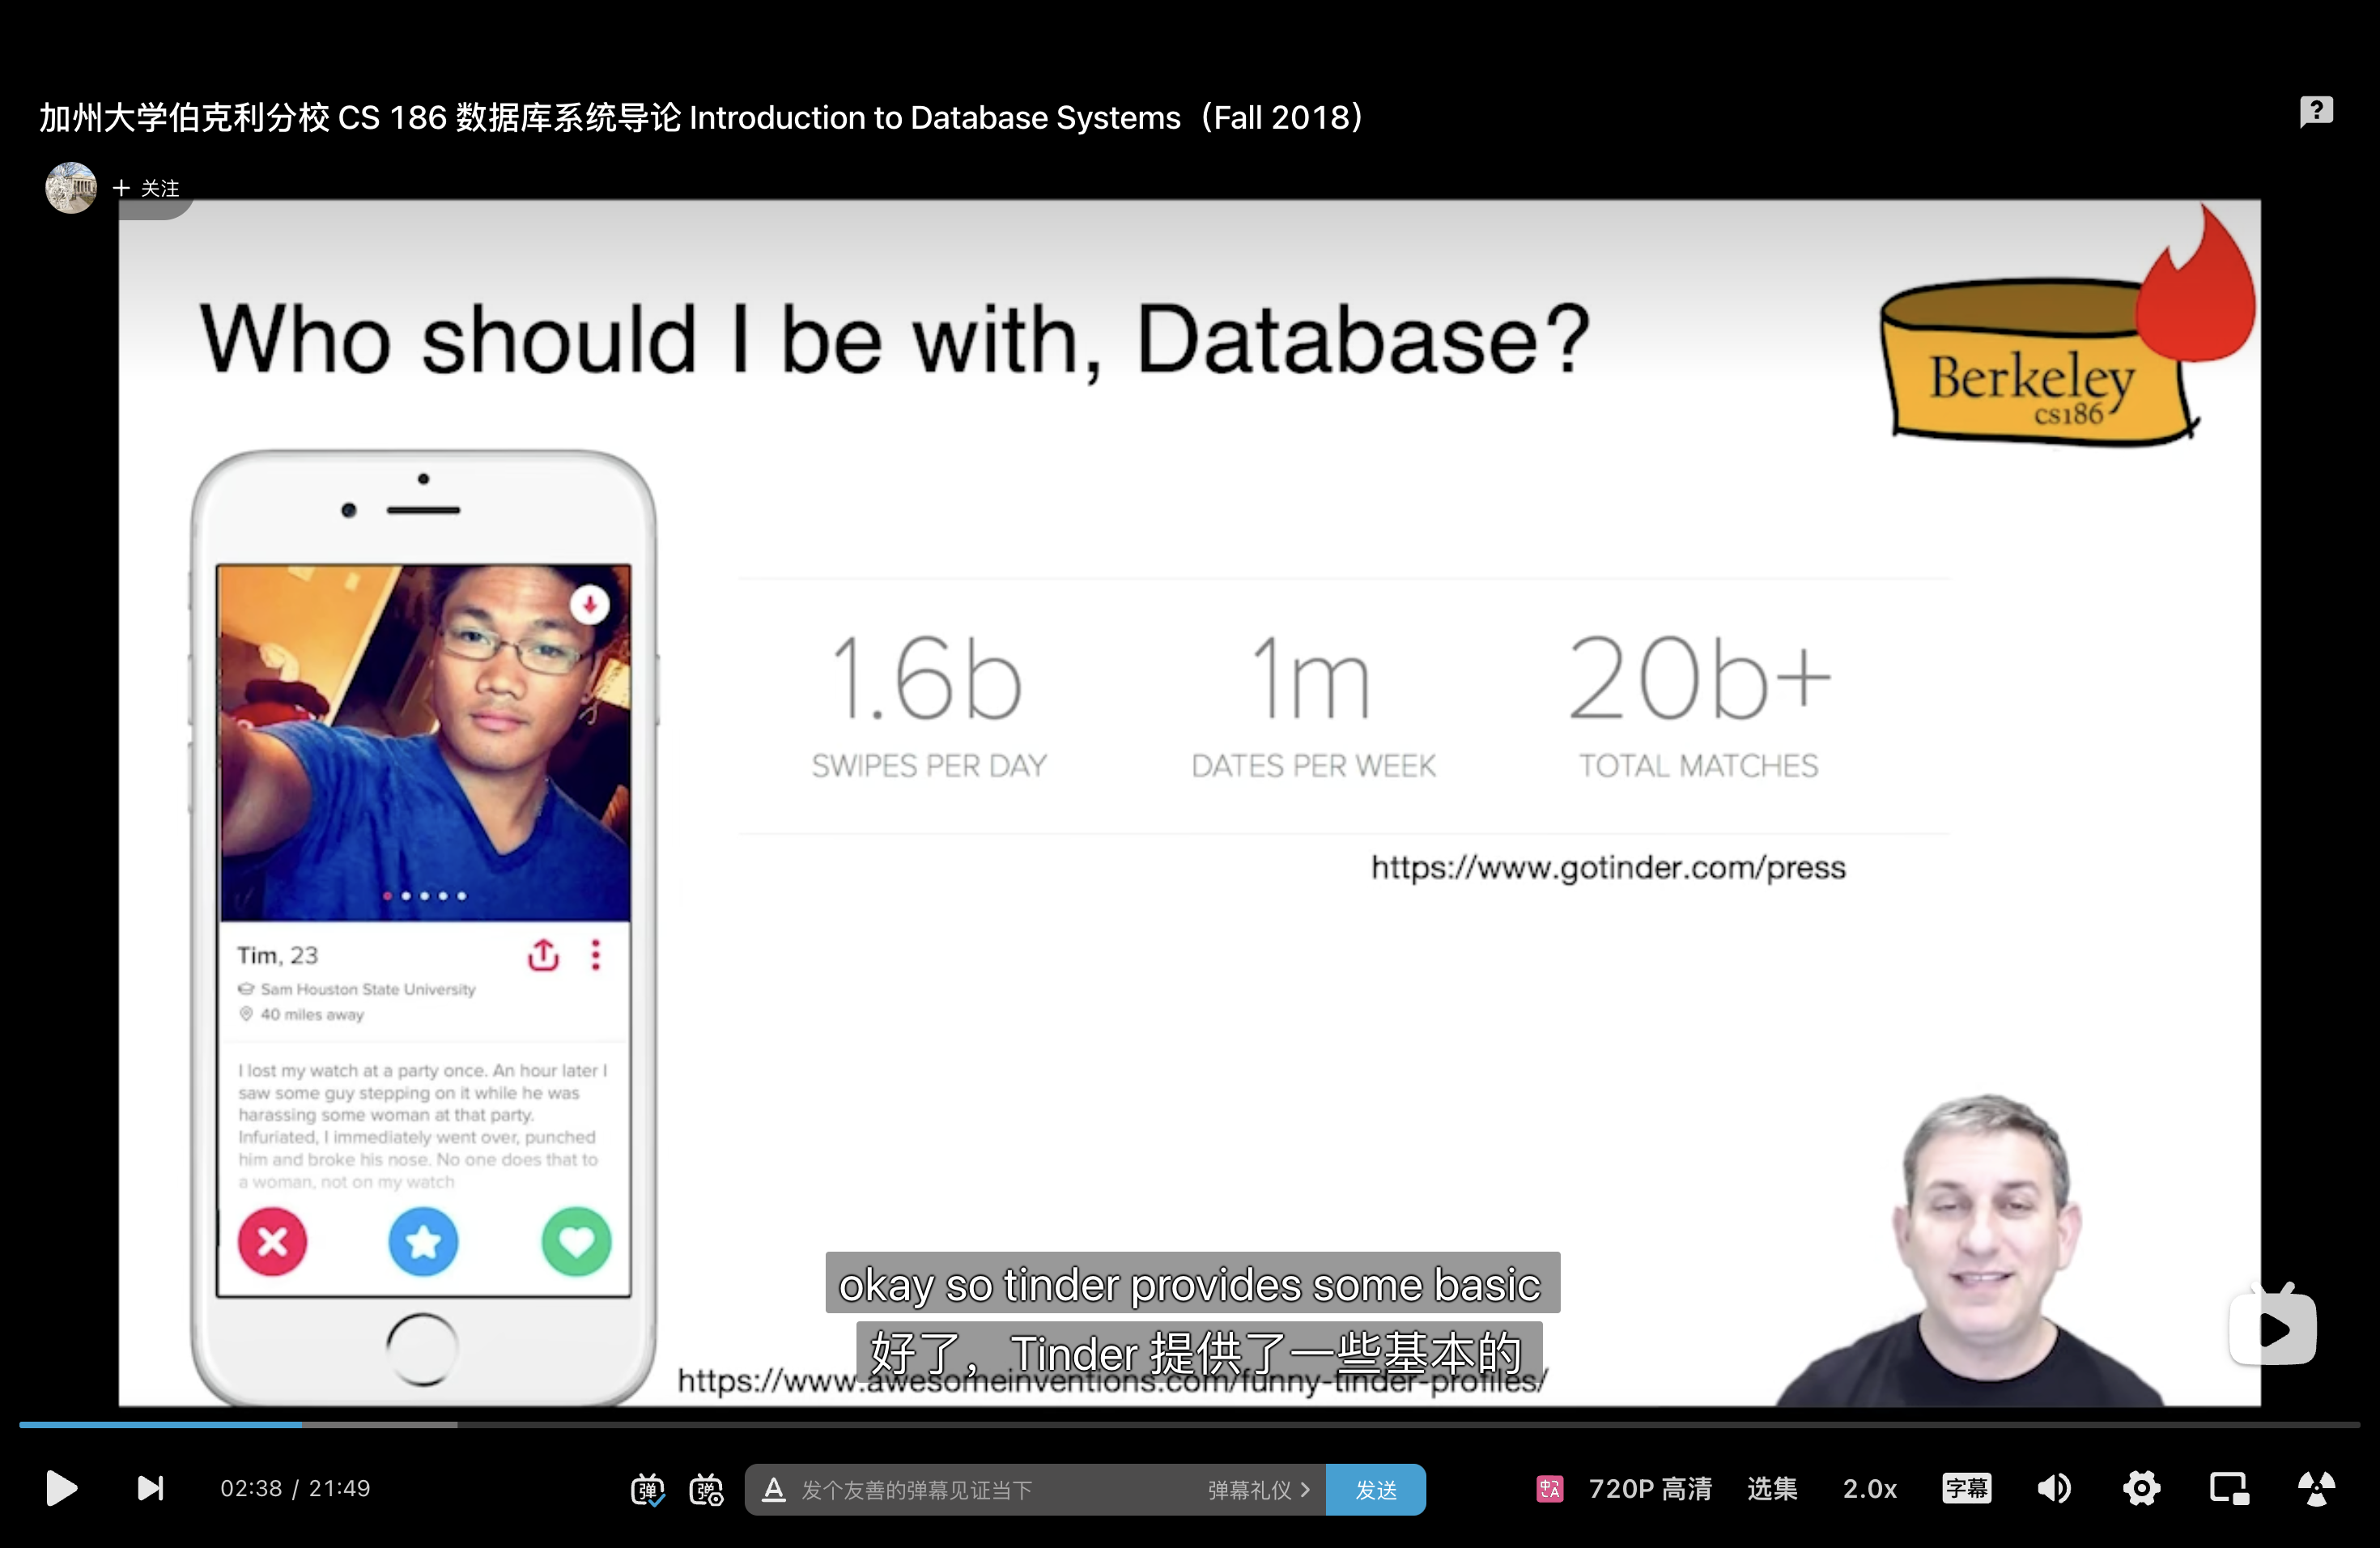 加州大学伯克利分校 CS 186 数据库系统导论 Introduction to Database Systems（Fall 2018）
+ 关注
Who should I be with, Database?
Berkeley
cs186
1.6b
SWIPES PER DAY
1m
DATES PER WEEK
20b+
TOTAL MATCHES
https://www.gotinder.com/press
Tim, 23
Sam Houston State University
40 miles away
I lost my watch at a party once. An hour later I
saw some guy stepping on it while he was
harassing some woman at that party.
Infuriated, I immediately went over, punched
him and broke his nose. No one does that to
a woman, not on my watch
okay so tinder provides some basic
好了，Tinder 提供了一些基本的
https://www.awesomeinventions.com/funny-tinder-profiles/
02:38 / 21:49
弹
弹
A 发个友善的弹幕见证当下
弹幕礼仪 >
发送
中A
720P 高清
选集
2.0x
字幕